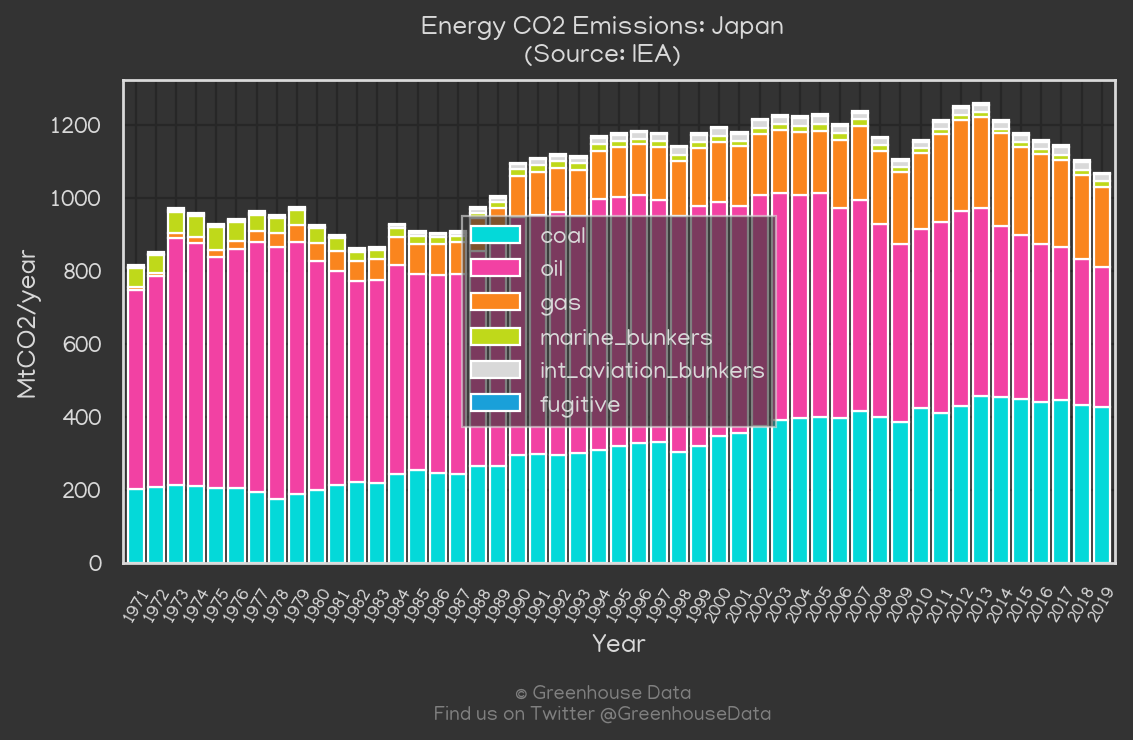 Energy CO2 Emissions: Japan
(Source: IEA)
MtCO2/year
1200
1000
800
600
400
200
0
coal
oil
gas
marine_bunkers
int_aviation_bunkers
fugitive
1971 1972 1973 1974 1975 1976 1977 1978 1979 1980 1981 1982 1983 1984 1985 1986 1987 1988 1989 1990 1991 1992 1993 1994 1995 1996 1997 1998 1999 2000 2001 2002 2003 2004 2005 2006 2007 2008 2009 2010 2011 2012 2013 2014 2015 2016 2017 2018 2019
Year
© Greenhouse Data
Find us on Twitter @GreenhouseData